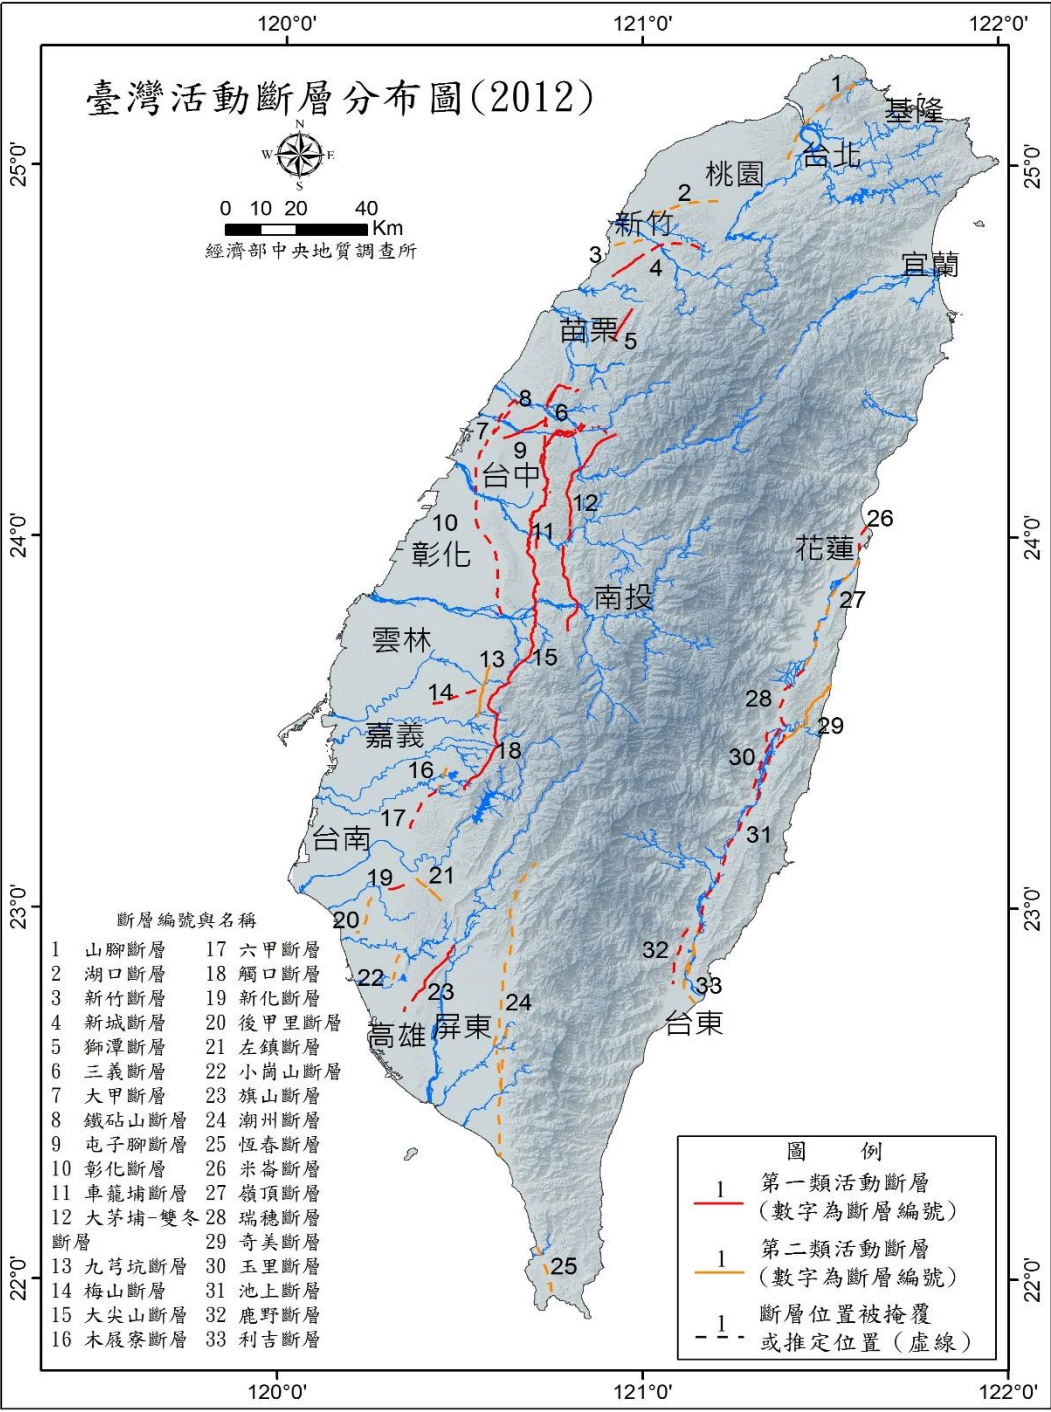 120°0'
121°0'
122°0'
臺灣活動斷層分布圖(2012)
N
W
E
S
0 10 20 40
Km
經濟部中央地質調查所
25°0'
25°0'
24°0'
24°0'
23°0'
23°0'
22°0'
22°0'
1
基隆
台北
桃園
2
新竹
3
4
宜蘭
苗栗
5
8
6
7
9
台中
12
10
11
彰化
26
花蓮
27
南投
雲林
13
15
14
28
29
嘉義
18
30
16
17
31
台南
19
21
20
32
22
23
24
33
高雄
屏東
台東
25
斷層編號與名稱
1 山腳斷層 17 六甲斷層
2 湖口斷層 18 觸口斷層
3 新竹斷層 19 新化斷層
4 新城斷層 20 後甲里斷層
5 獅潭斷層 21 左鎮斷層
6 三義斷層 22 小崗山斷層
7 大甲斷層 23 旗山斷層
8 鐵砧山斷層 24 潮州斷層
9 屯子腳斷層 25 恆春斷層
10 彰化斷層 26 米崙斷層
11 車籠埔斷層 27 嶺頂斷層
12 大茅埔-雙冬 28 瑞穗斷層
斷層 29 奇美斷層
13 九芎坑斷層 30 玉里斷層
14 梅山斷層 31 池上斷層
15 大尖山斷層 32 鹿野斷層
16 木屐寮斷層 33 利吉斷層
圖 例
1 第一類活動斷層
(數字為斷層編號)
1 第二類活動斷層
(數字為斷層編號)
1 斷層位置被掩覆
或推定位置（虛線）
120°0'
121°0'
122°0'